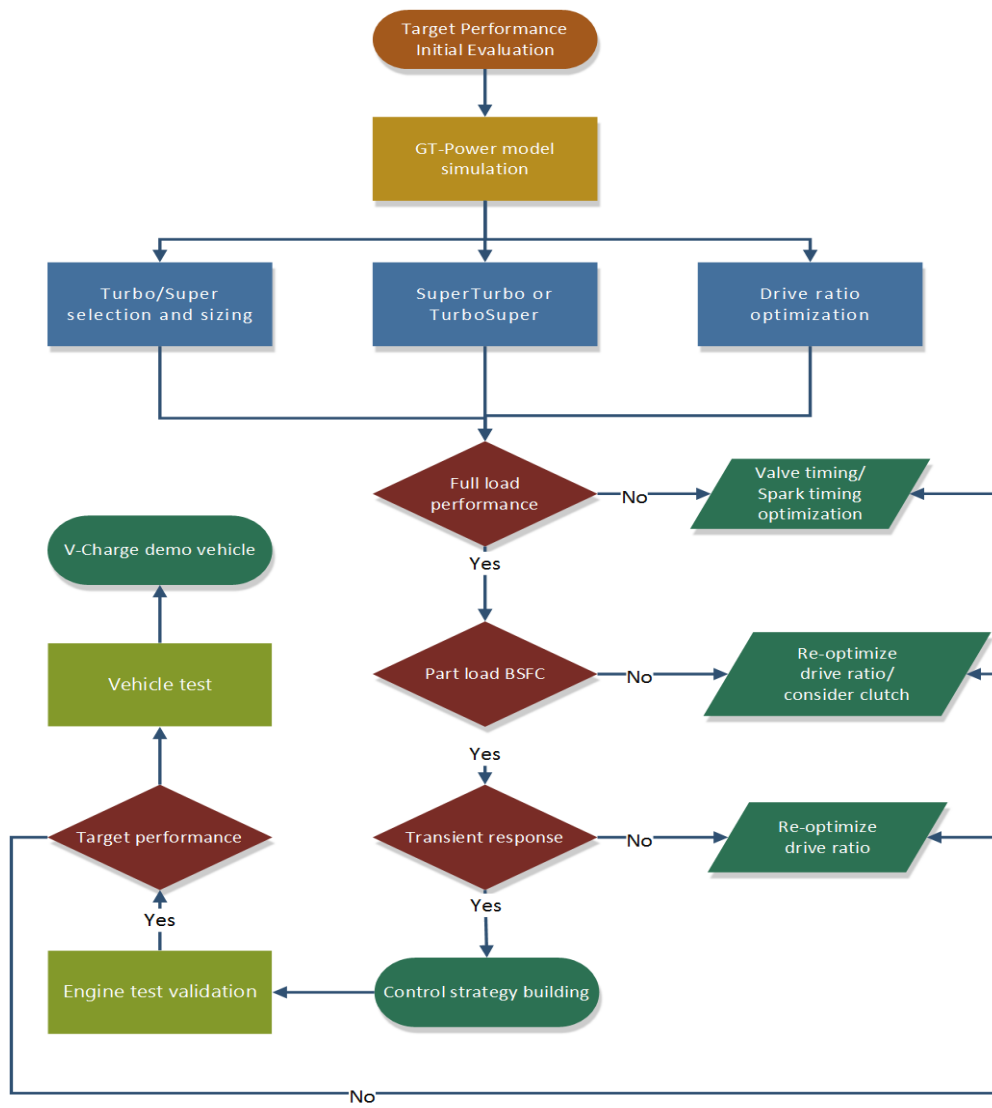 Target Performance
Initial Evaluation
GT-Power model
simulation
Turbo/Super
selection and sizing
SuperTurbo or
TurboSuper
Drive ratio
optimization
Full load
performance
No
Valve timing/
Spark timing
optimization
Yes
V-Charge demo vehicle
Part load BSFC
No
Re-optimize
drive ratio/
consider clutch
Vehicle test
Yes
Target performance
Transient response
No
Re-optimize
drive ratio
Yes
Yes
Engine test validation
Control strategy building
No